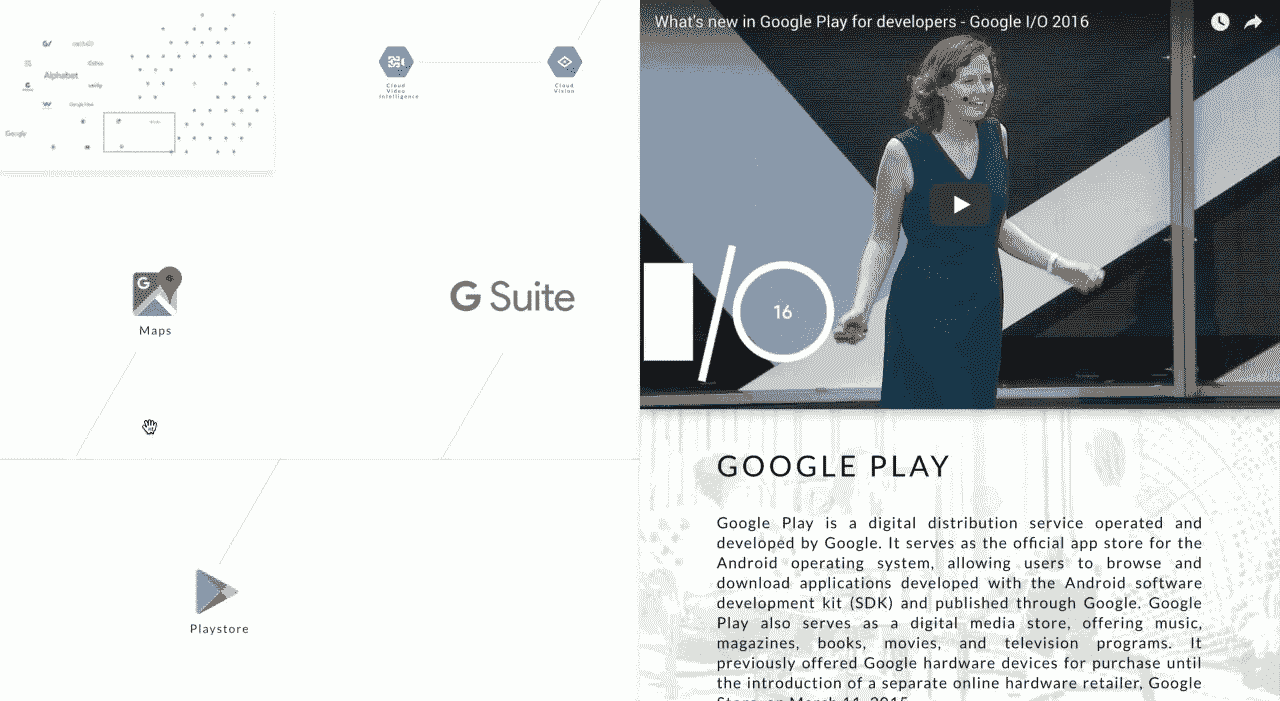 Alphabet
Google
Cloud
Video
Intelligence
Cloud
Vision
G
Maps
G Suite
Playstore
What's new in Google Play for developers - Google I/O 2016
I/O
16
GOOGLE PLAY
Google Play is a digital distribution service operated and
developed by Google. It serves as the official app store for the
Android operating system, allowing users to browse and
download applications developed with the Android software
development kit (SDK) and published through Google. Google
Play also serves as a digital media store, offering music,
magazines, books, movies, and television programs. It
previously offered Google hardware devices for purchase until
the introduction of a separate online hardware retailer, Google
Store, on March 11, 2015.